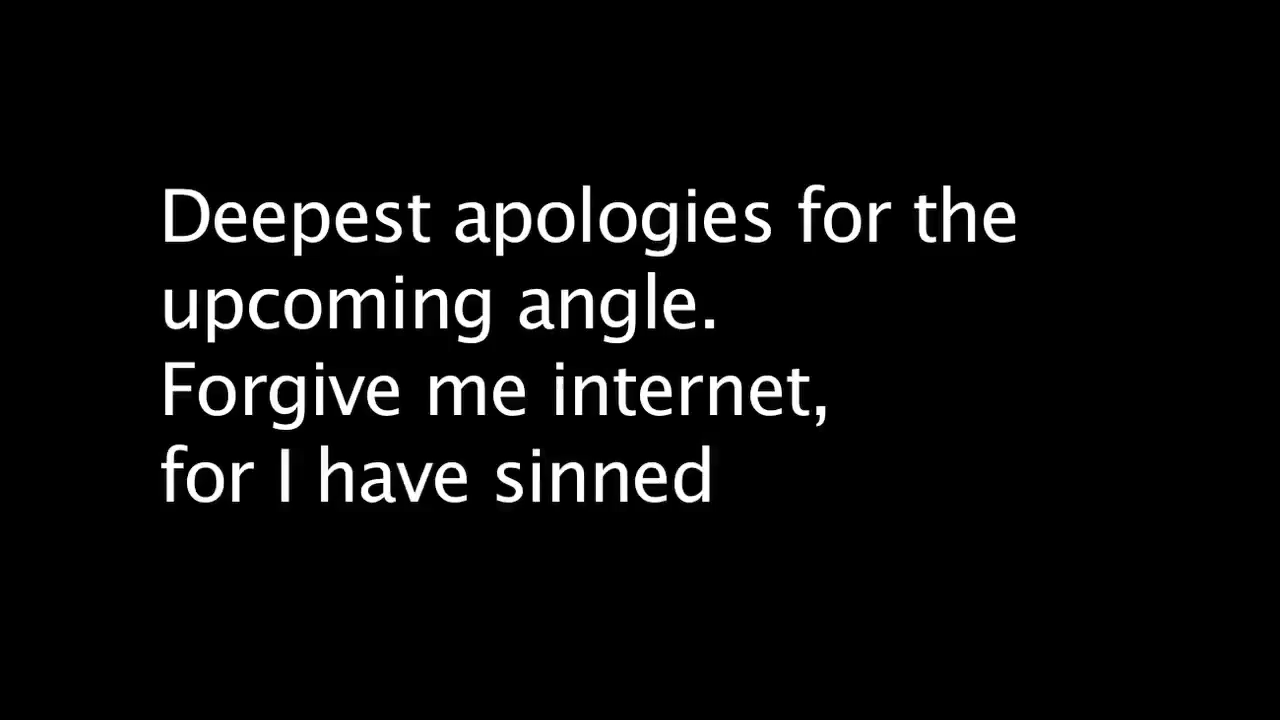 Deepest apologies for the
upcoming angle.
Forgive me internet,
for I have sinned